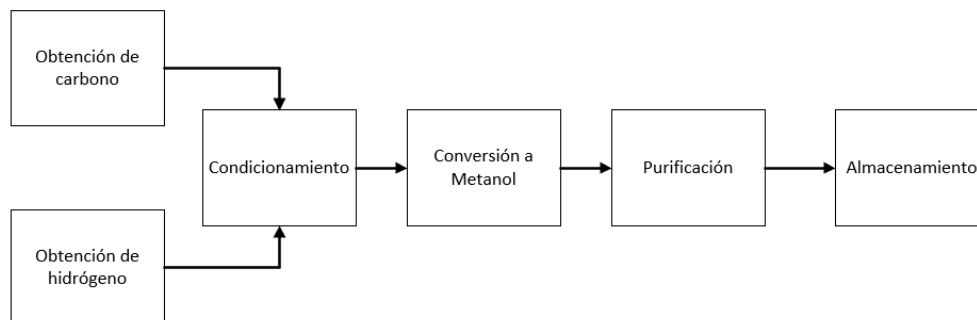 Obtención de
carbono
Condicionamiento
Conversión a
Metanol
Purificación
Almacenamiento
Obtención de
hidrógeno